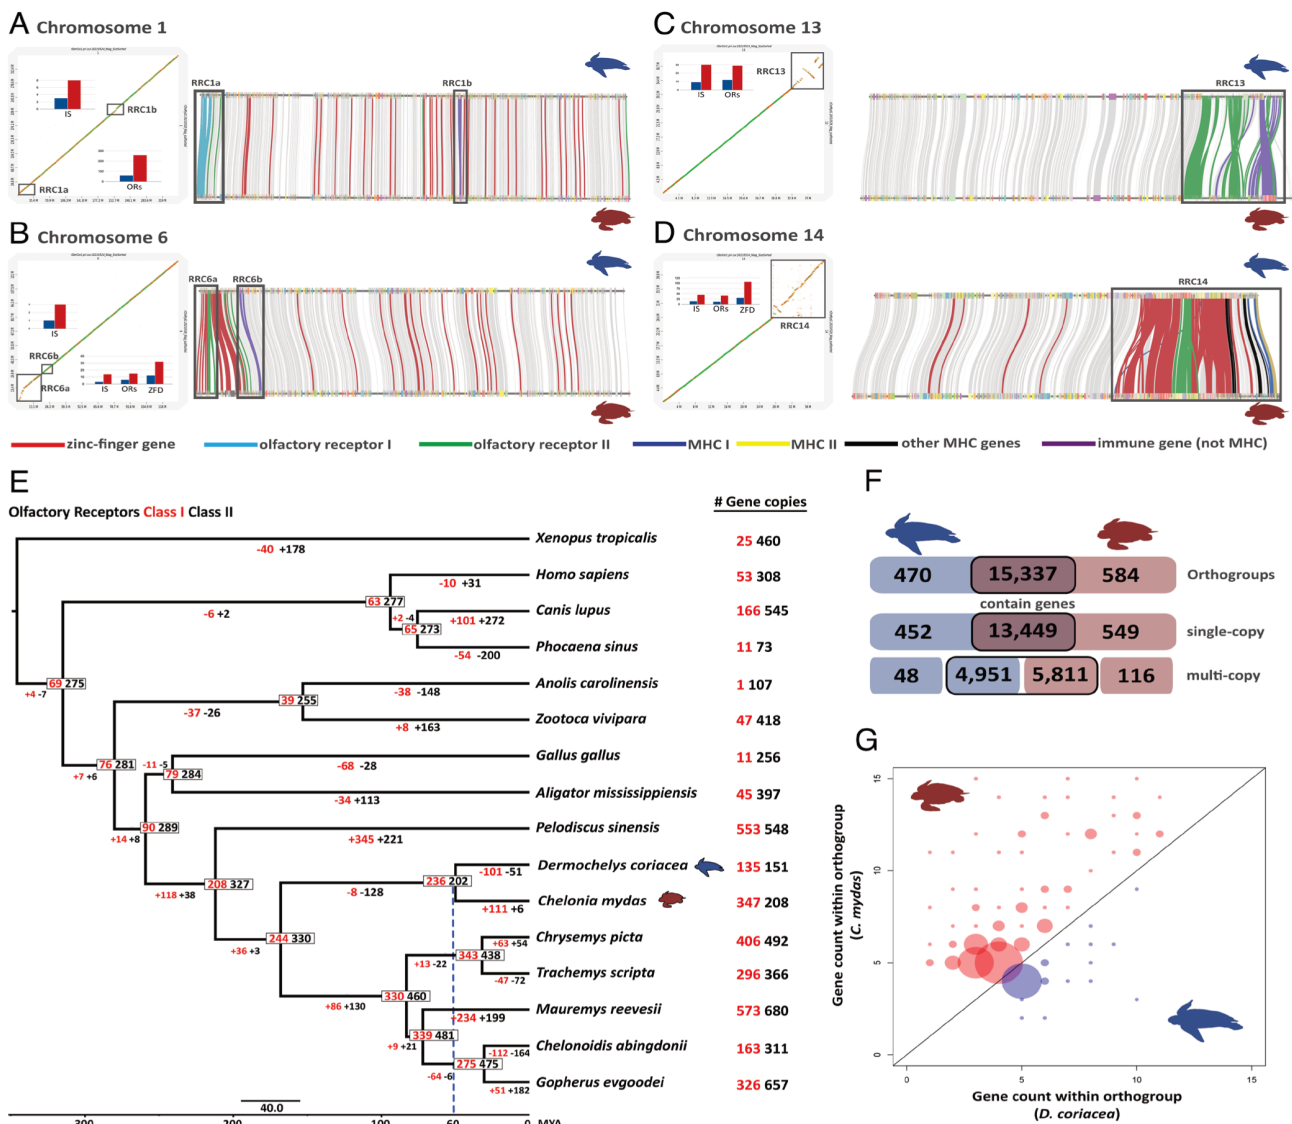 A Chromosome 1
RRC1b
IS
ORs
RRC1a
RRC1a
RRC1b
B Chromosome 6
IS
RRC6b
RRC6a
IS ORs ZFD
RRC6a RRC6b
C Chromosome 13
RRC13
IS ORs
RRC13
D Chromosome 14
IS ORs ZFD
RRC14
RRC14
zinc-finger gene olfactory receptor I olfactory receptor II MHC I MHC II other MHC genes immune gene (not MHC)
E
Olfactory Receptors Class I Class II
# Gene copies
Xenopus tropicalis 25 460
-40 +178
Homo sapiens 53 308
-10 +31
63 277
-6 +2
Canis lupus 166 545
+2 -4
+101 +272
65 273
Phocaena sinus 11 73
-54 -200
69 275
+4 -7
Anolis carolinensis 1 107
-38 -148
39 255
-37 -26
Zootoca vivipara 47 418
+8 +163
76 281
+7 +6
Gallus gallus 11 256
-11 -5
-68 -28
79 284
Aligator mississippiensis 45 397
-34 +113
90 289
+14 +8
Pelodiscus sinensis 553 548
+345 +221
Dermochelys coriacea 135 151
-101 -51
208 327
+118 +38
236 202
-8 -128
Chelonia mydas 347 208
+111 +6
244 330
+36 +3
Chrysemys picta 406 492
+63 +54
343 438
+13 -22
Trachemys scripta 296 366
-47 -72
330 460
+86 +130
Mauremys reevesii 573 680
+234 +199
339 481
+9 +21
Chelonoidis abingdonii 163 311
-112 -164
275 475
-64 -6
Gopherus evgoodei 326 657
+51 +182
40.0
300 200 100 60 0 MYA
F
470 15,337 584 Orthogroups
contain genes
452 13,449 549 single-copy
48 4,951 5,811 116 multi-copy
G
Gene count within orthogroup
(C. mydas)
15
10
5
0
0 5 10 15
Gene count within orthogroup
(D. coriacea)